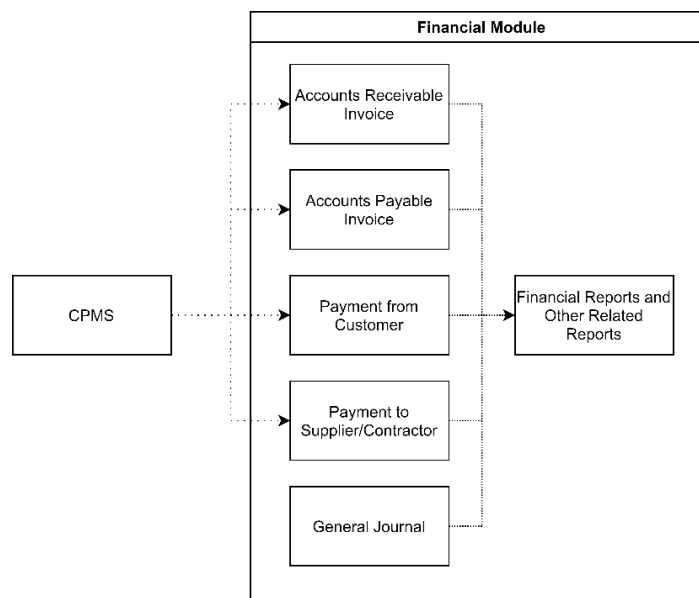 Financial Module
Accounts Receivable
Invoice
Accounts Payable
Invoice
CPMS
Payment from
Customer
Financial Reports and
Other Related
Reports
Payment to
Supplier/Contractor
General Journal